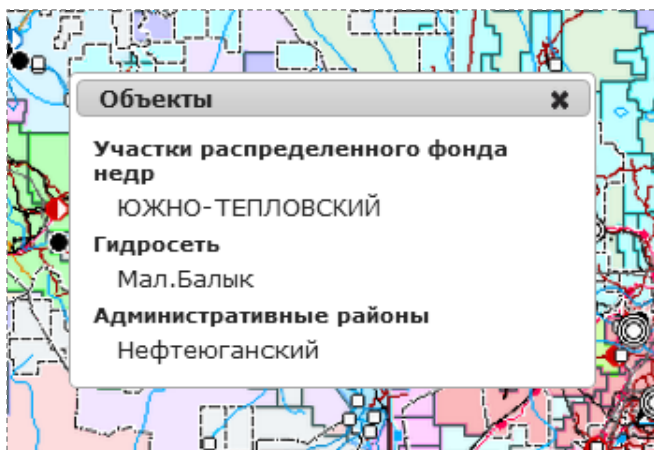 Объекты
Участки распределенного фонда
недр
ЮЖНО-ТЕПЛОВСКИЙ
Гидросеть
Мал.Балык
Административные районы
Нефтеюганский